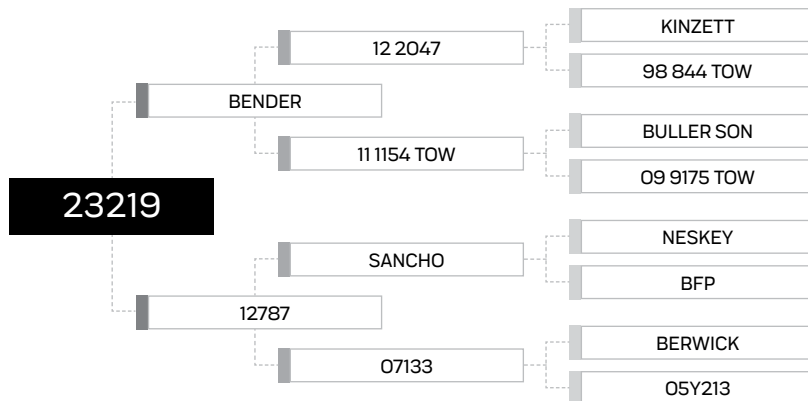 KINZETT
12 2047
98 844 TOW
BENDER
BULLER SON
11 1154 TOW
09 9175 TOW
23219
NESKEY
SANCHO
BFP
12787
BERWICK
07133
05Y213